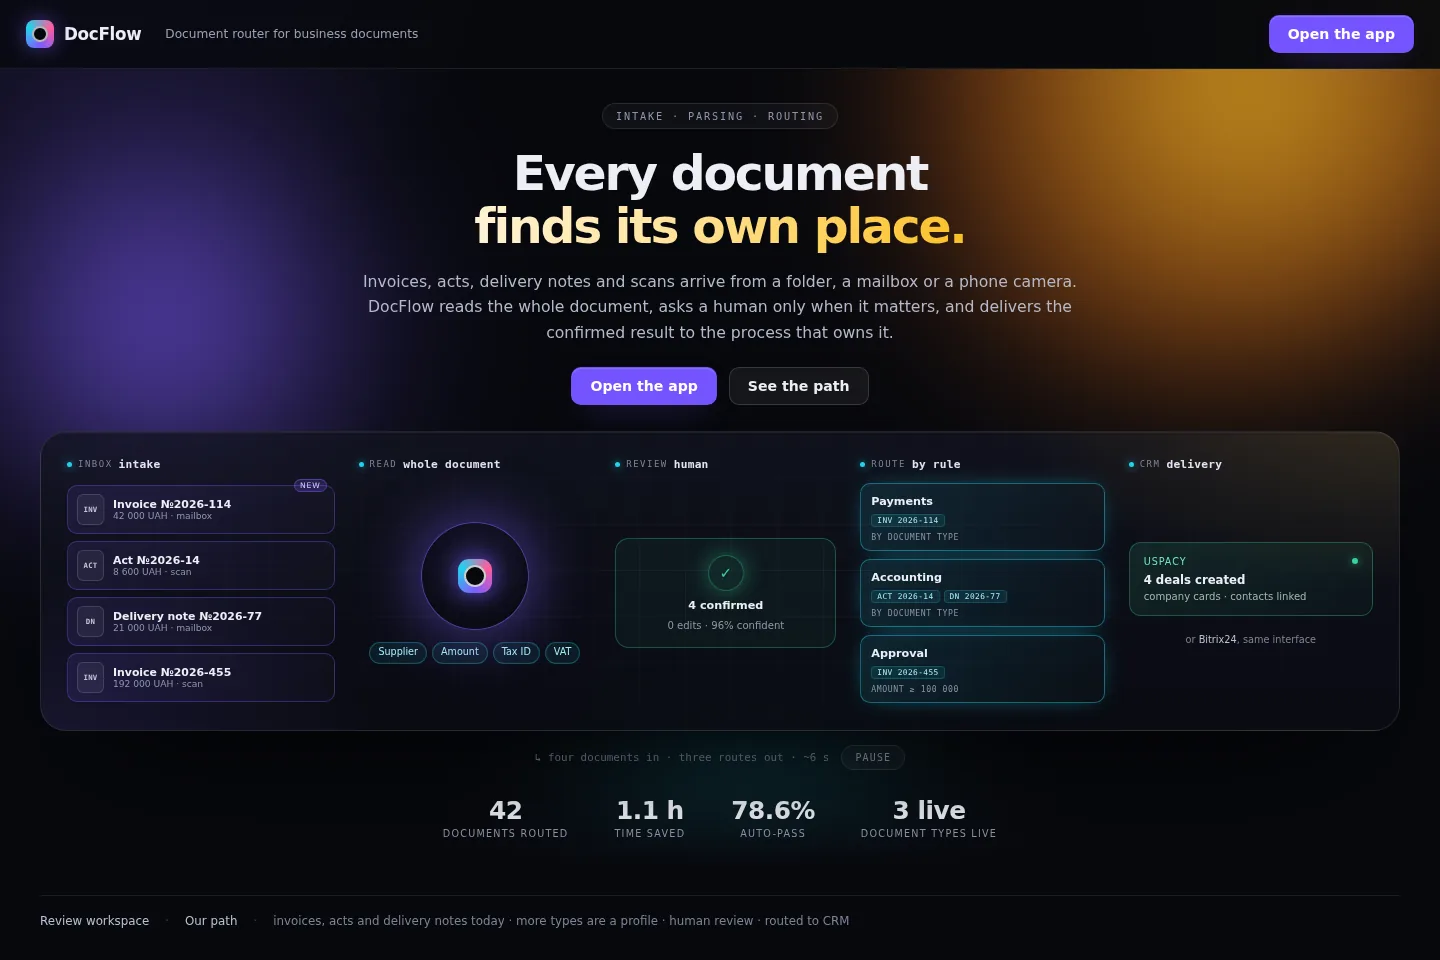 DocFlow
Document router for business documents
Open the app
INTAKE · PARSING · ROUTING
Every document
finds its own place.
Invoices, acts, delivery notes and scans arrive from a folder, a mailbox or a phone camera.
DocFlow reads the whole document, asks a human only when it matters, and delivers the
confirmed result to the process that owns it.
Open the app
See the path
INBOX intake
NEW
INV
Invoice №2026-114
42 000 UAH · mailbox
ACT
Act №2026-14
8 600 UAH · scan
DN
Delivery note №2026-77
21 000 UAH · mailbox
INV
Invoice №2026-455
192 000 UAH · scan
READ whole document
Supplier
Amount
Tax ID
VAT
REVIEW human
✓
4 confirmed
0 edits · 96% confident
ROUTE by rule
Payments
INV 2026-114
BY DOCUMENT TYPE
Accounting
ACT 2026-14
DN 2026-77
BY DOCUMENT TYPE
Approval
INV 2026-455
AMOUNT ≥ 100 000
CRM delivery
USPACY
4 deals created
company cards · contacts linked
or Bitrix24, same interface
↳ four documents in · three routes out · ~6 s
PAUSE
42
DOCUMENTS ROUTED
1.1 h
TIME SAVED
78.6%
AUTO-PASS
3 live
DOCUMENT TYPES LIVE
Review workspace · Our path · invoices, acts and delivery notes today · more types are a profile · human review · routed to CRM